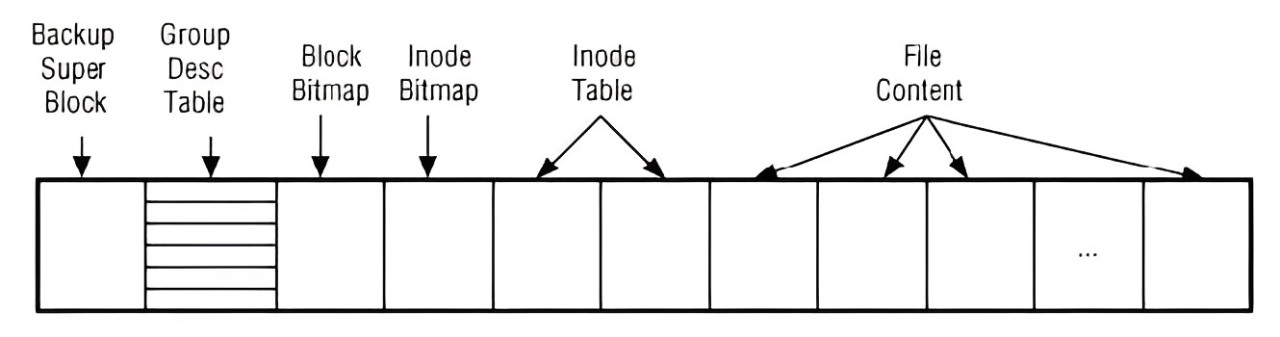 Backup
Super
Block
Group
Desc
Table
Block
Bitmap
Inode
Bitmap
Inode
Table
File
Content
...